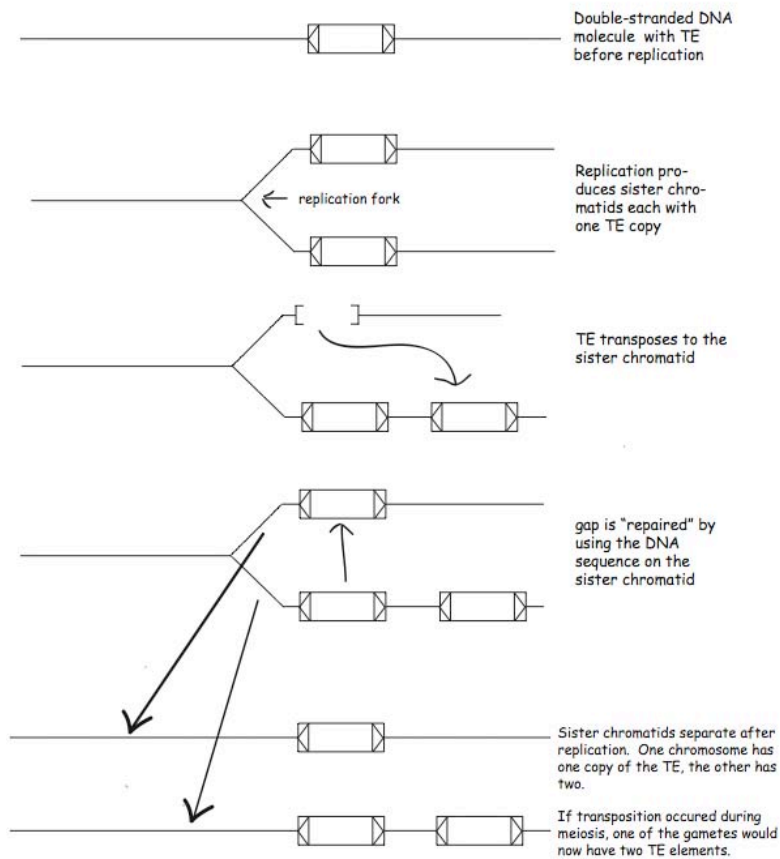 Double-stranded DNA
molecule with TE
before replication
Replication pro-
duces sister chro-
matids each with
one TE copy
replication fork
TE transposes to the
sister chromatid
gap is "repaired" by
using the DNA
sequence on the
sister chromatid
Sister chromatids separate after
replication. One chromosome has
one copy of the TE, the other has
two.
If transposition occured during
meiosis, one of the gametes would
now have two TE elements.